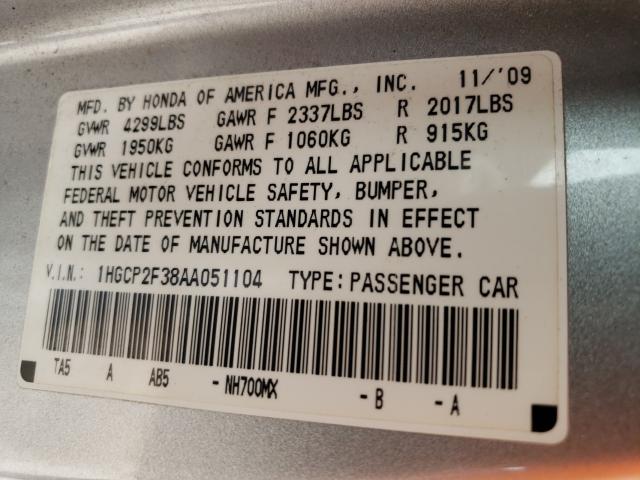 MFD. BY HONDA OF AMERICA MFG., INC. 11/'09
GVWR 4299LBS GAWR F 2337LBS R 2017LBS
GVWR 1950KG GAWR F 1060KG R 915KG
THIS VEHICLE CONFORMS TO ALL APPLICABLE
FEDERAL MOTOR VEHICLE SAFETY, BUMPER,
AND THEFT PREVENTION STANDARDS IN EFFECT
ON THE DATE OF MANUFACTURE SHOWN ABOVE.
V.I.N.: 1HGCP2F38AA051104 TYPE: PASSENGER CAR
TA5 A AB5 - NH700MX - B - A